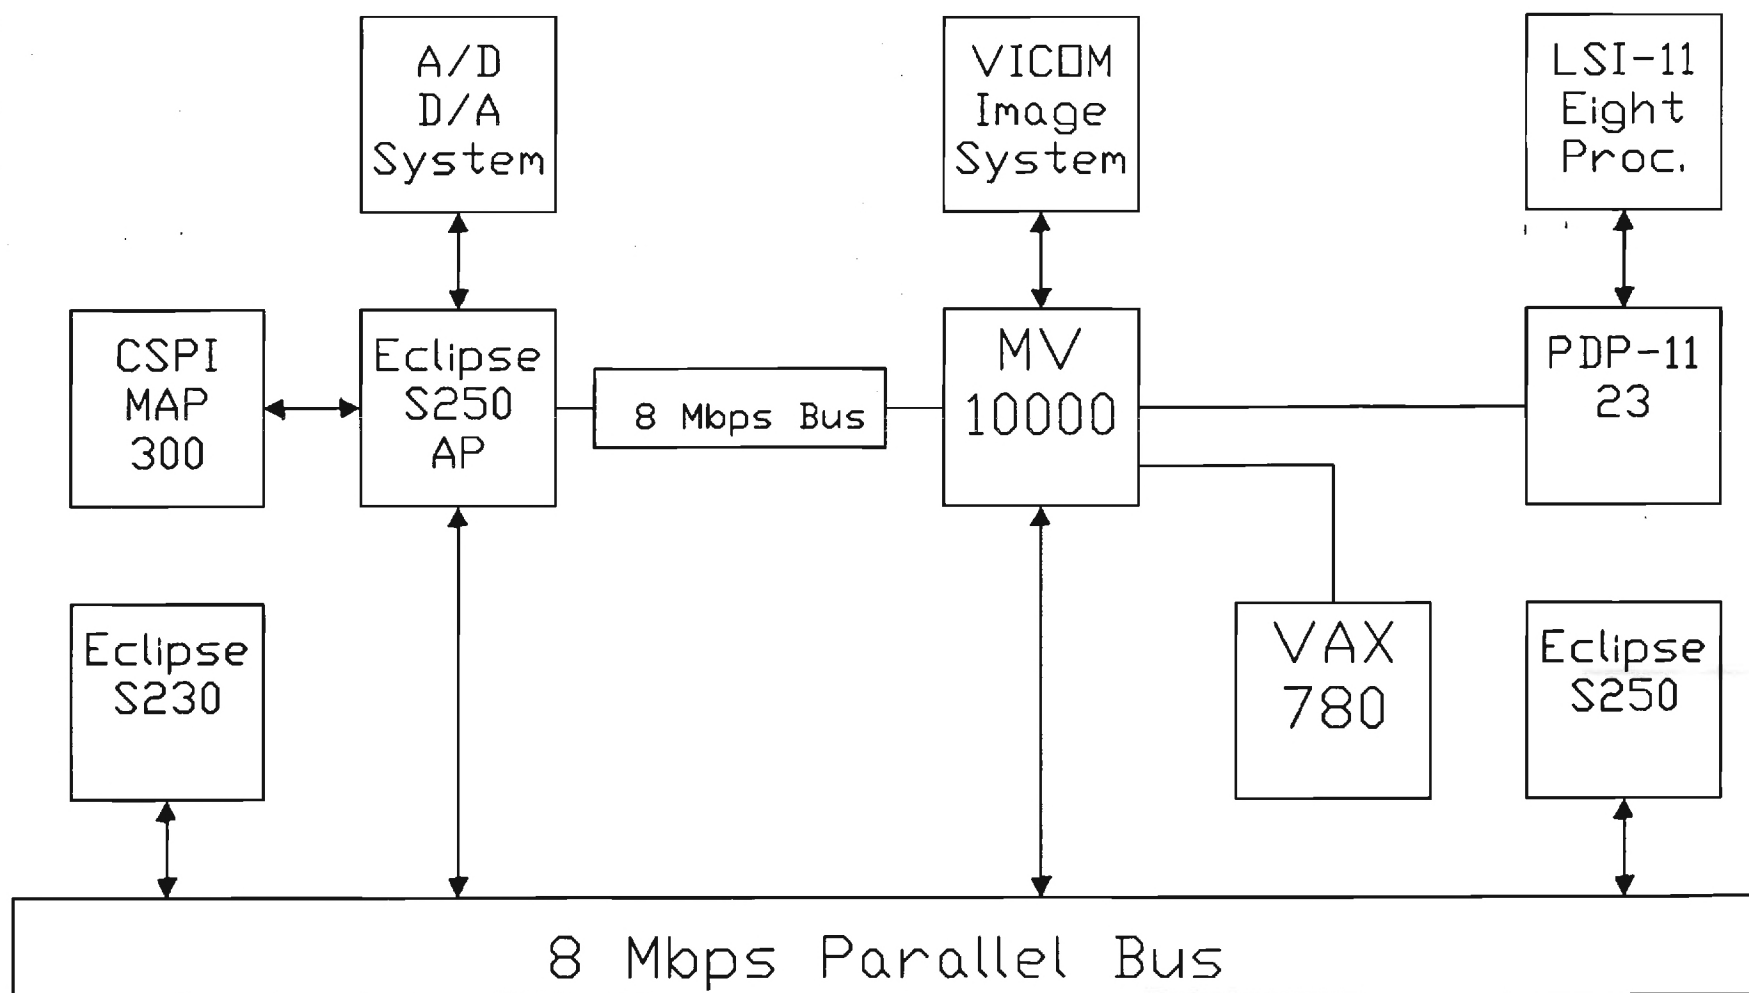 A/D
D/A
System
VICOM
Image
System
LSI-11
Eight
Proc.
CSPI
MAP
300
Eclipse
S250
AP
8 Mbps Bus
MV
10000
PDP-11
23
Eclipse
S230
VAX
780
Eclipse
S250
8 Mbps Parallel Bus